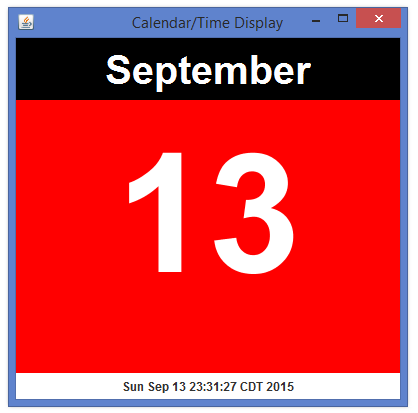 Calendar/Time Display
September
13
Sun Sep 13 23:31:27 CDT 2015